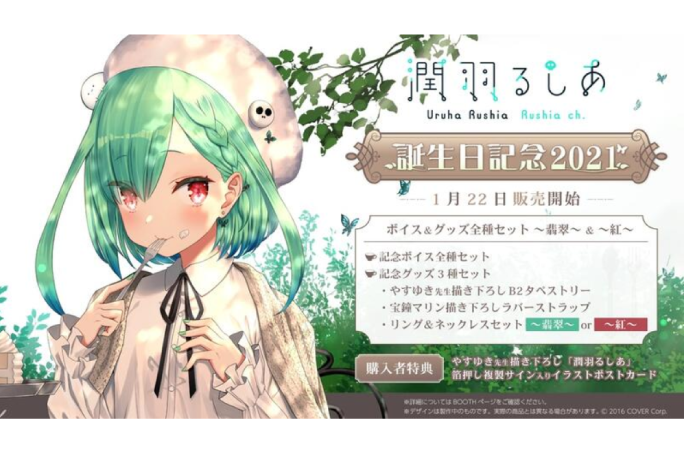 潤羽るしあ
Uruha Rushia Rushia ch.
誕生日記念2021
1月22日 販売開始
ボイス&グッズ全種セット 〜翡翠〜 & 〜紅〜
記念ボイス全種セット
記念グッズ3種セット
・やすゆき先生描き下ろしB2タペストリー
・宝鐘マリン描き下ろしラバーストラップ
・リング&ネックレスセット 〜翡翠〜 or 〜紅〜
購入者特典
やすゆき先生描き下ろし「潤羽るしあ」
箔押し複製サイン入りイラストポストカード
※詳細については BOOTH ページをご確認ください。
※デザインは製作中のものです。実際の商品とは異なる場合があります。© 2016 COVER Corp.